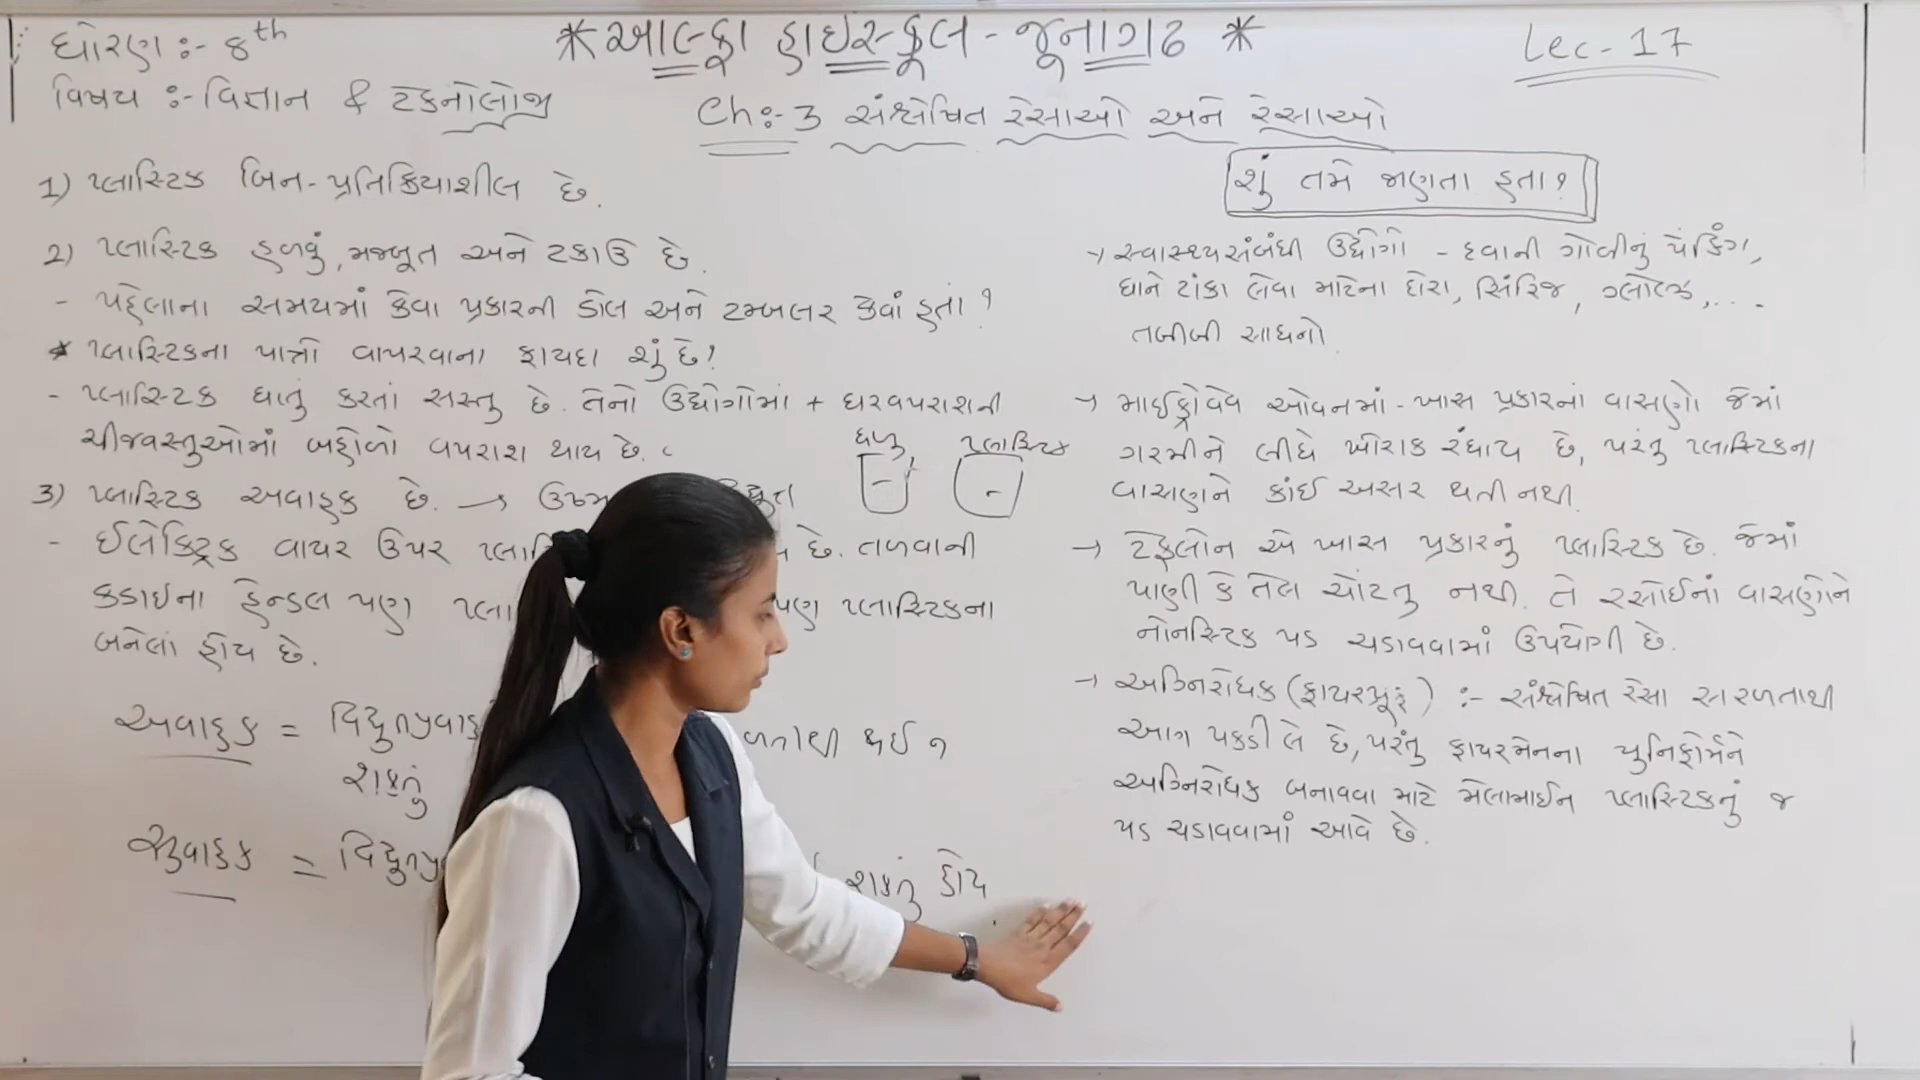 ધોરણ :- 8th
વિષય :- વિજ્ઞાન & ટેકનોલોજી
* આલ્ફા હાઇસ્કૂલ - જૂનાગઢ *
Lec - 17
Ch :- 3 સંશ્લેષિત રેસાઓ અને રેસાઓ
1) પ્લાસ્ટિક બિન-પ્રતિક્રિયાશીલ છે.
2) પ્લાસ્ટિક હળવું, મજબૂત અને ટકાઉ છે.
- પહેલાના સમયમાં કેવા પ્રકારની ડોલ અને ટમ્બલર કેવાં હતાં ?
* પ્લાસ્ટિકના પાત્રો વાપરવાના ફાયદા શું છે ?
- પ્લાસ્ટિક ધાતું કરતાં સસ્તુ છે. તેનો ઉદ્યોગોમાં + ઘરવપરાશની
ચીજવસ્તુઓમાં બહોળો વપરાશ થાય છે.
ધાતુ પ્લાસ્ટિક
3) પ્લાસ્ટિક અવાહક છે. →
- ઈલેક્ટ્રિક વાયર ઉપર છે. તળવાની
કડાઇના હેન્ડલ પણ પણ પ્લાસ્ટિકના
બનેલાં હોય છે.
અવાહક = થઈ ન
શકતું
સુવાહક = શકતું હોય
શું તમે જાણતા હતા ?
→ સ્વાસ્થ્યસંબંધી ઉદ્યોગો - દવાની ગોળીનું પેકિંગ,
ઘાને ટાંકા લેવા માટેના દોરા, સિરિંજ, ગ્લોવ્ઝ, ...
તબીબી સાધનો.
→ માઇક્રોવેવ ઓવનમાં - ખાસ પ્રકારનાં વાસણો જેમાં
ગરમીને લીધે ખોરાક રંધાય છે, પરંતુ પ્લાસ્ટિકના
વાસણને કાંઈ અસર થતી નથી.
→ ટેફલોન એ ખાસ પ્રકારનું પ્લાસ્ટિક છે. જેમાં
પાણી કે તેલ ચોંટતુ નથી. તે રસોઈનાં વાસણોને
નોનસ્ટિક પડ ચડાવવામાં ઉપયોગી છે.
→ અગ્નિરોધક (ફાયરપ્રૂફ) :- સંશ્લેષિત રેસા સરળતાથી
આગ પકડી લે છે, પરંતુ ફાયરમેનના યુનિફોર્મને
અગ્નિરોધક બનાવવા માટે મેલામાઈન પ્લાસ્ટિકનું જ
પડ ચડાવવામાં આવે છે.